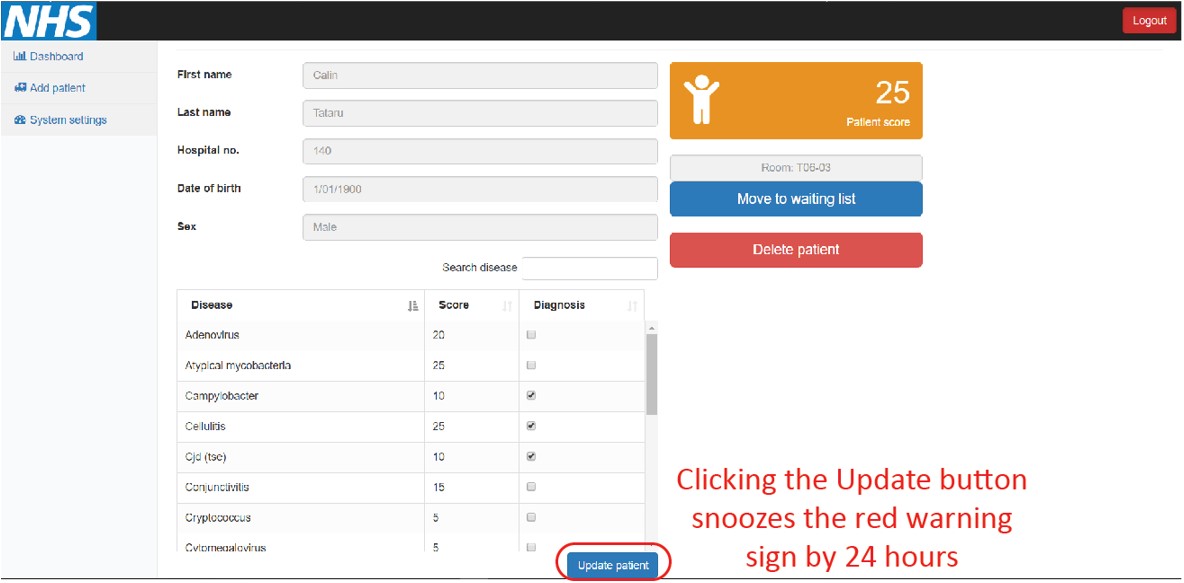 NHS
Logout
Dashboard
Add patient
System settings
First name
Calin
Last name
Tataru
Hospital no.
140
Date of birth
1/01/1900
Sex
Male
25
Patient score
Room: T06-03
Move to waiting list
Delete patient
Search disease
Disease Score Diagnosis
Adenovirus 20
Atypical mycobacteria 25
Campylobacter 10
Cellulitis 25
Cjd (tse) 10
Conjunctivitis 15
Cryptococcus 5
Cytomegalovirus 5
Update patient
Clicking the Update button
snoozes the red warning
sign by 24 hours